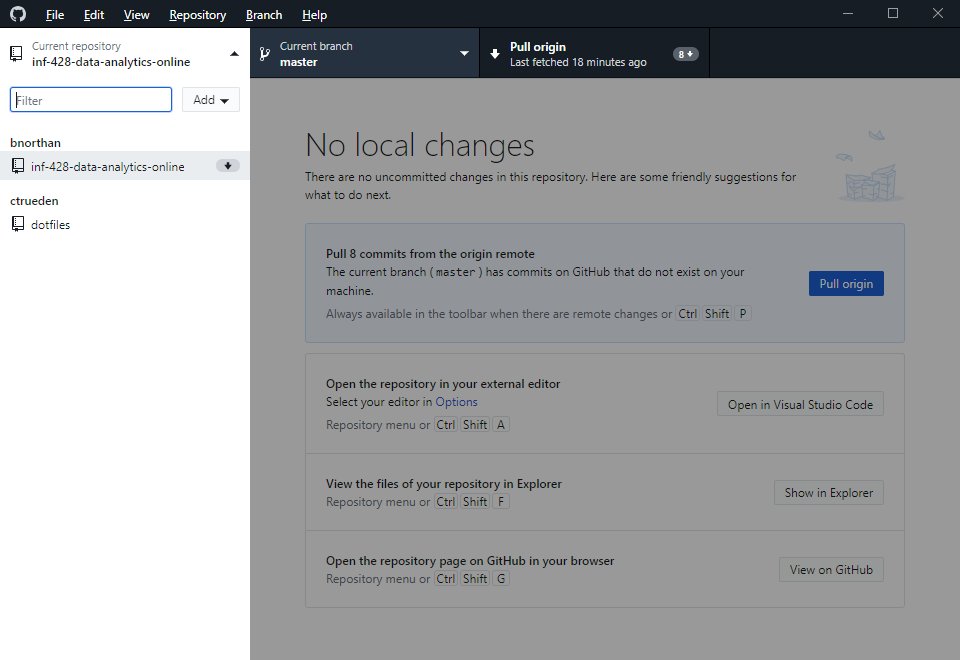 File Edit View Repository Branch Help
Current repository
inf-428-data-analytics-online
Current branch
master
Pull origin
Last fetched 18 minutes ago
8
Filter
Add
bnorthan
inf-428-data-analytics-online
ctrueden
dotfiles
No local changes
There are no uncommitted changes in this repository. Here are some friendly suggestions for
what to do next.
Pull 8 commits from the origin remote
The current branch (master) has commits on GitHub that do not exist on your
machine.
Always available in the toolbar when there are remote changes or Ctrl Shift P
Pull origin
Open the repository in your external editor
Select your editor in Options
Repository menu or Ctrl Shift A
Open in Visual Studio Code
View the files of your repository in Explorer
Repository menu or Ctrl Shift F
Show in Explorer
Open the repository page on GitHub in your browser
Repository menu or Ctrl Shift G
View on GitHub